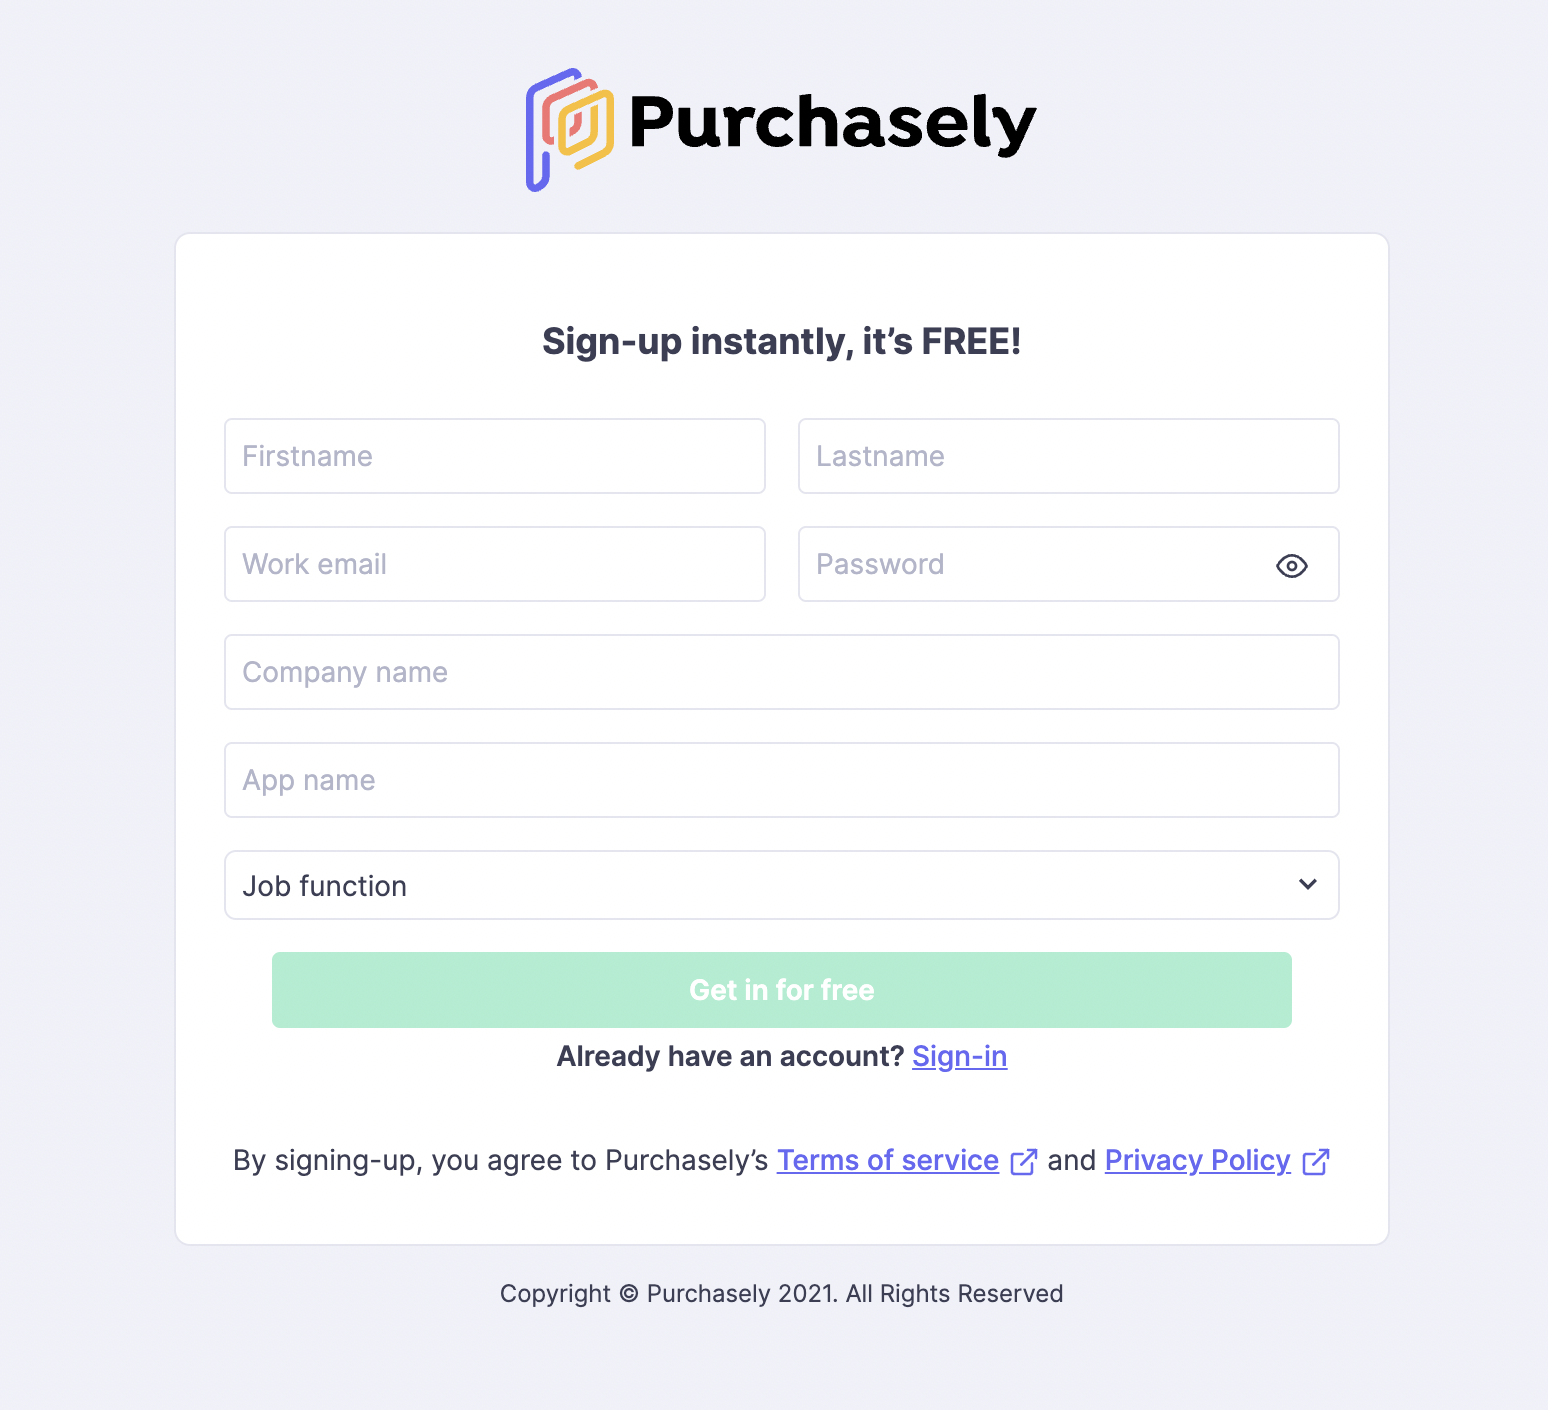 Purchasely
Sign-up instantly, it’s FREE!
Firstname
Lastname
Work email
Password
Company name
App name
Job function
Get in for free
Already have an account? Sign-in
By signing-up, you agree to Purchasely’s Terms of service and Privacy Policy
Copyright © Purchasely 2021. All Rights Reserved